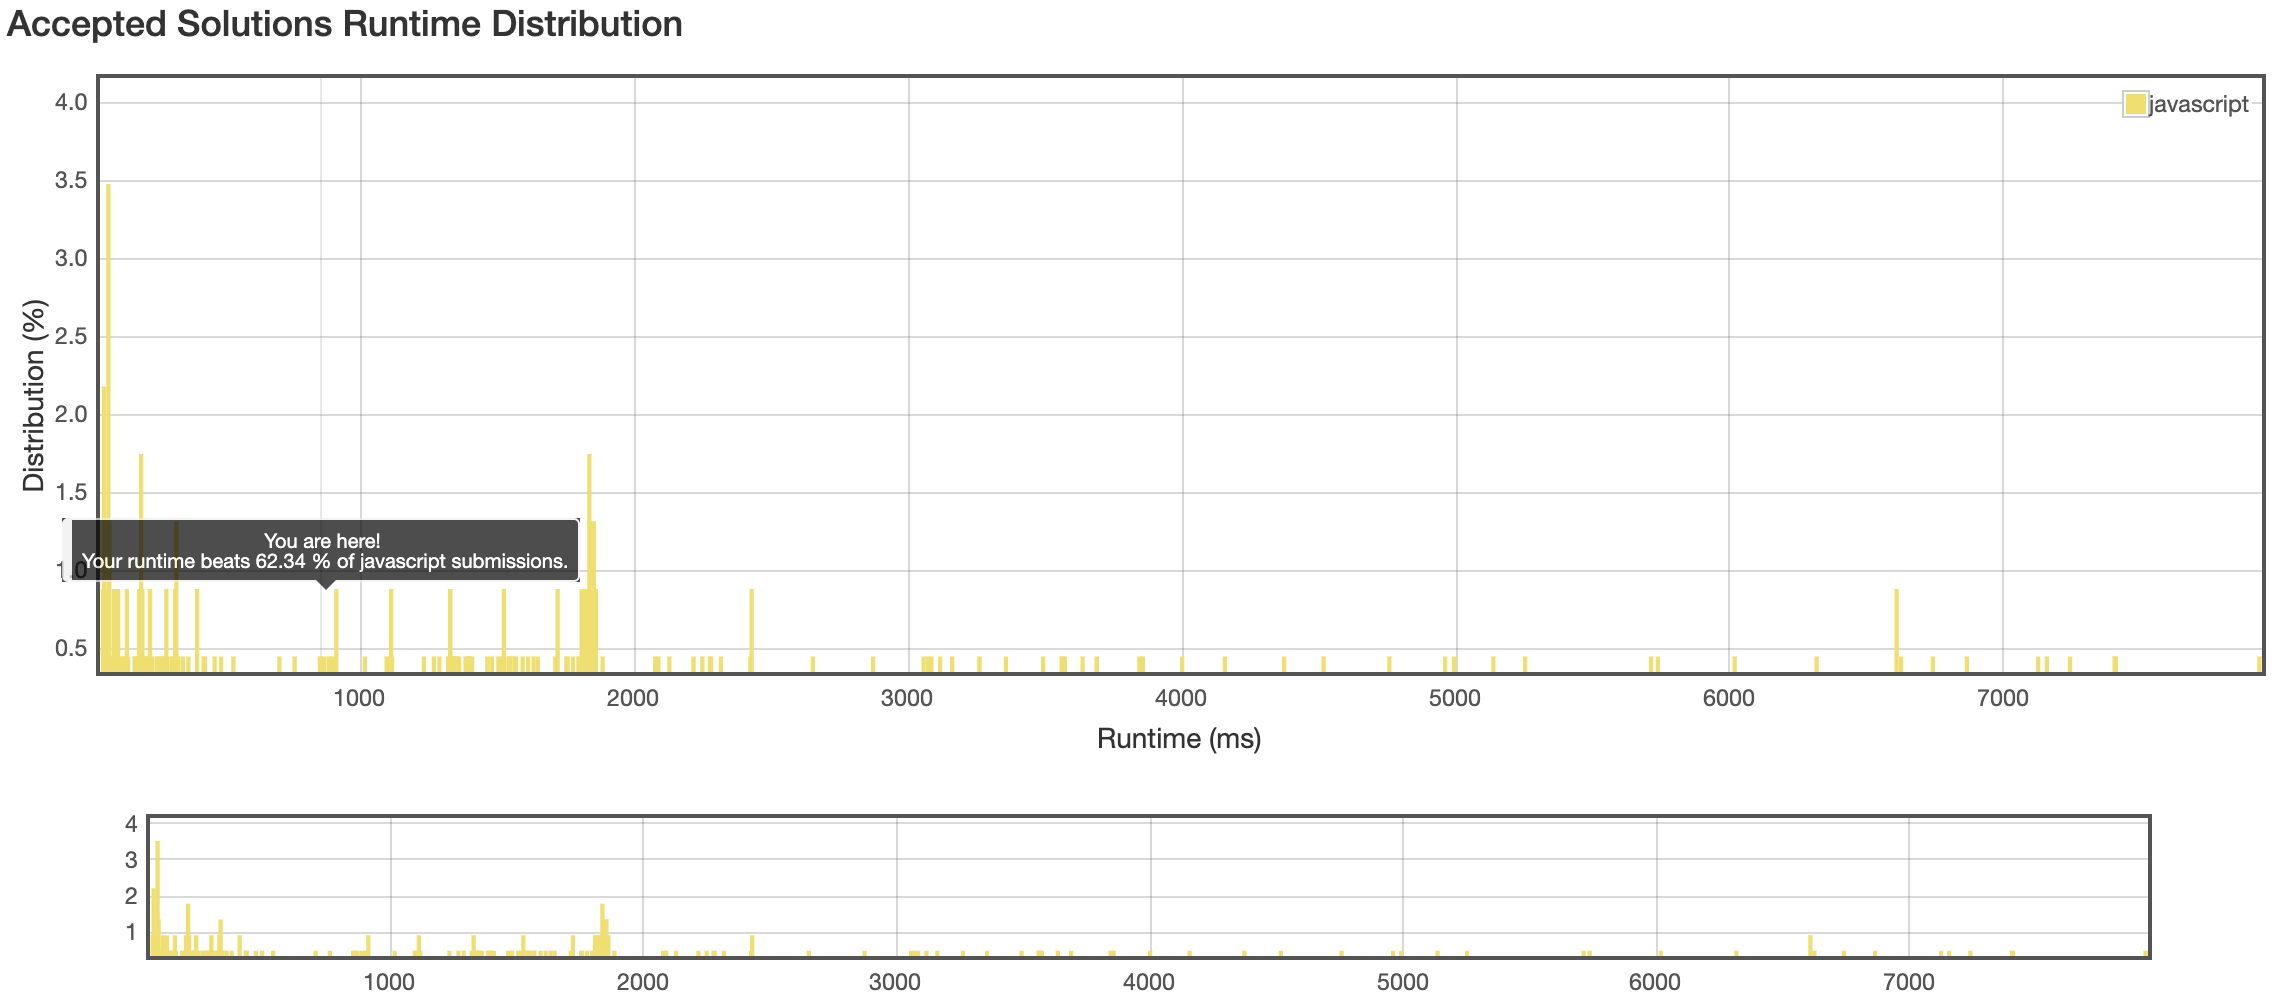 Accepted Solutions Runtime Distribution
javascript
Distribution (%)
4.0
3.5
3.0
2.5
2.0
1.5
1.0
0.5
You are here!
Your runtime beats 62.34 % of javascript submissions.
1000 2000 3000 4000 5000 6000 7000
Runtime (ms)
4
3
2
1
1000 2000 3000 4000 5000 6000 7000